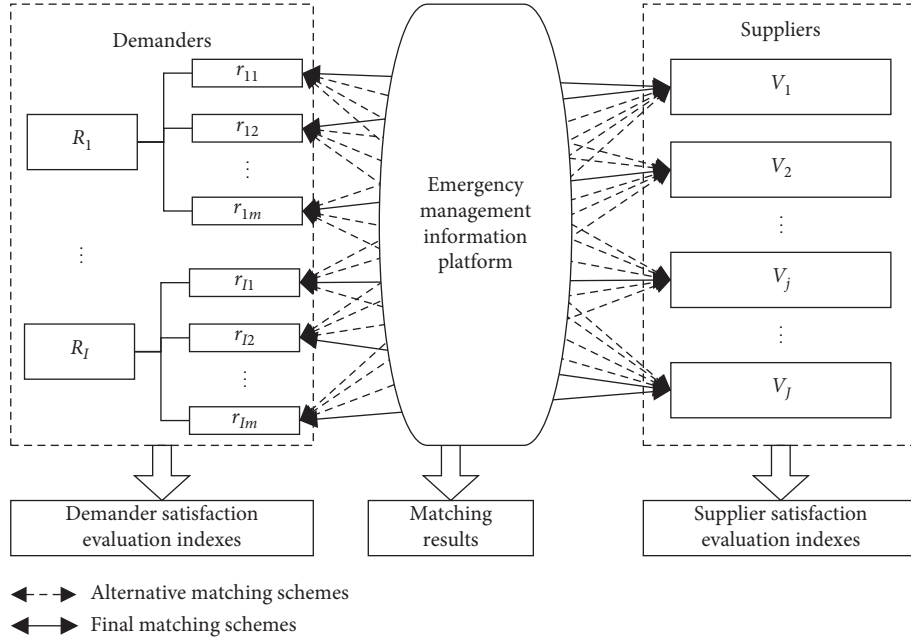 Demanders
Suppliers
r11
r12
⋮
r1m
R1
⋮
rI1
rI2
⋮
rIm
RI
Emergency
management
information
platform
V1
V2
⋮
Vj
⋮
VJ
Demander satisfaction
evaluation indexes
Matching
results
Supplier satisfaction
evaluation indexes
Alternative matching schemes
Final matching schemes